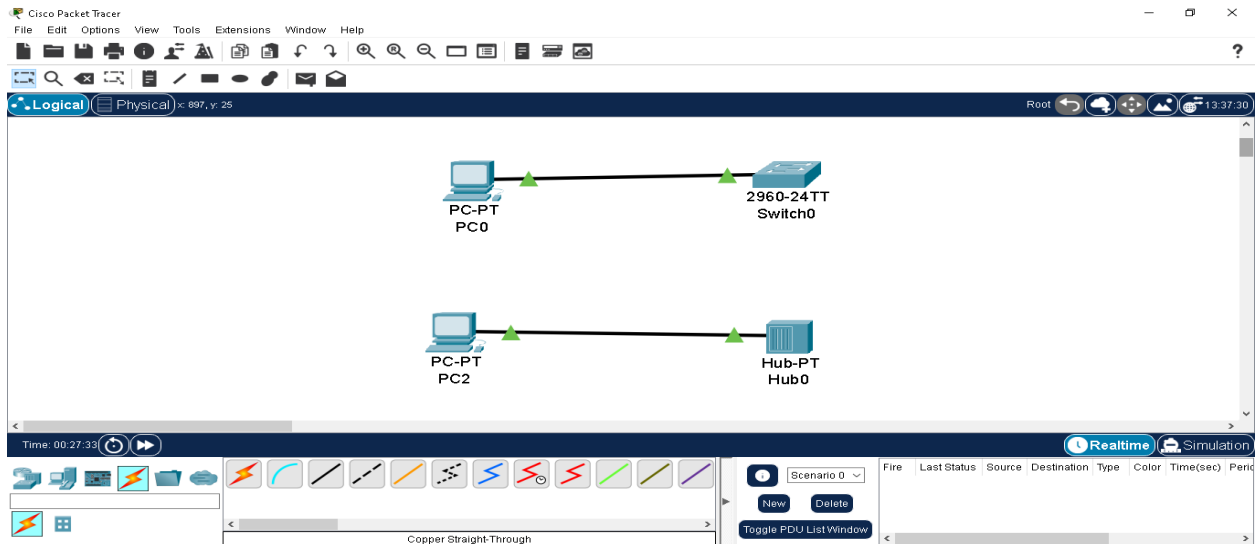 Cisco Packet Tracer
File Edit Options View Tools Extensions Window Help
?
Logical Physical x: 897, y: 25 Root 13:37:30
PC-PT
PC0
2960-24TT
Switch0
PC-PT
PC2
Hub-PT
Hub0
Time: 00:27:33 Realtime Simulation
Scenario 0
New Delete
Toggle PDU List Window
Fire Last Status Source Destination Type Color Time(sec) Peric
Copper Straight-Through